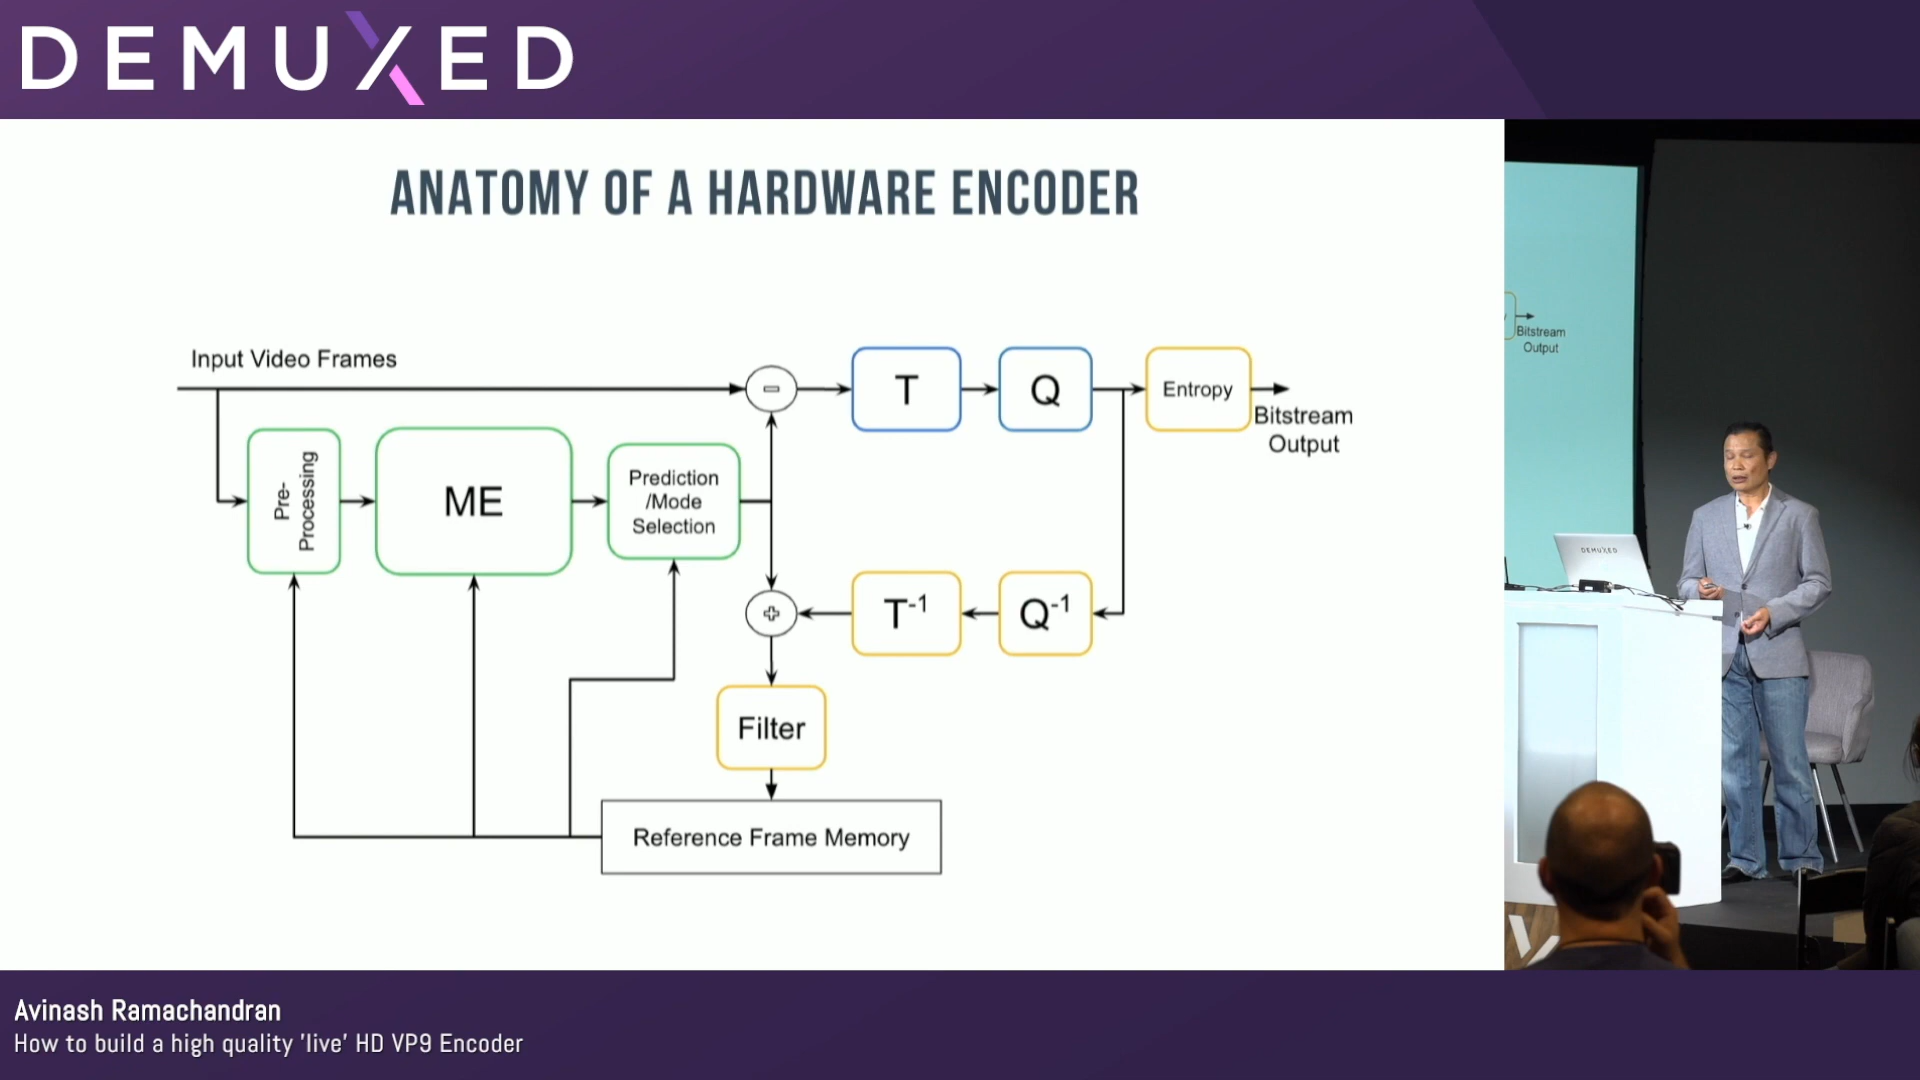 DEMUXED
ANATOMY OF A HARDWARE ENCODER
Input Video Frames
-
T
Q
Entropy
Bitstream
Output
Pre-
Processing
ME
Prediction
/Mode
Selection
+
T-1
Q-1
Filter
Reference Frame Memory
Bitstream
Output
DEMUXED
Avinash Ramachandran
How to build a high quality 'live' HD VP9 Encoder